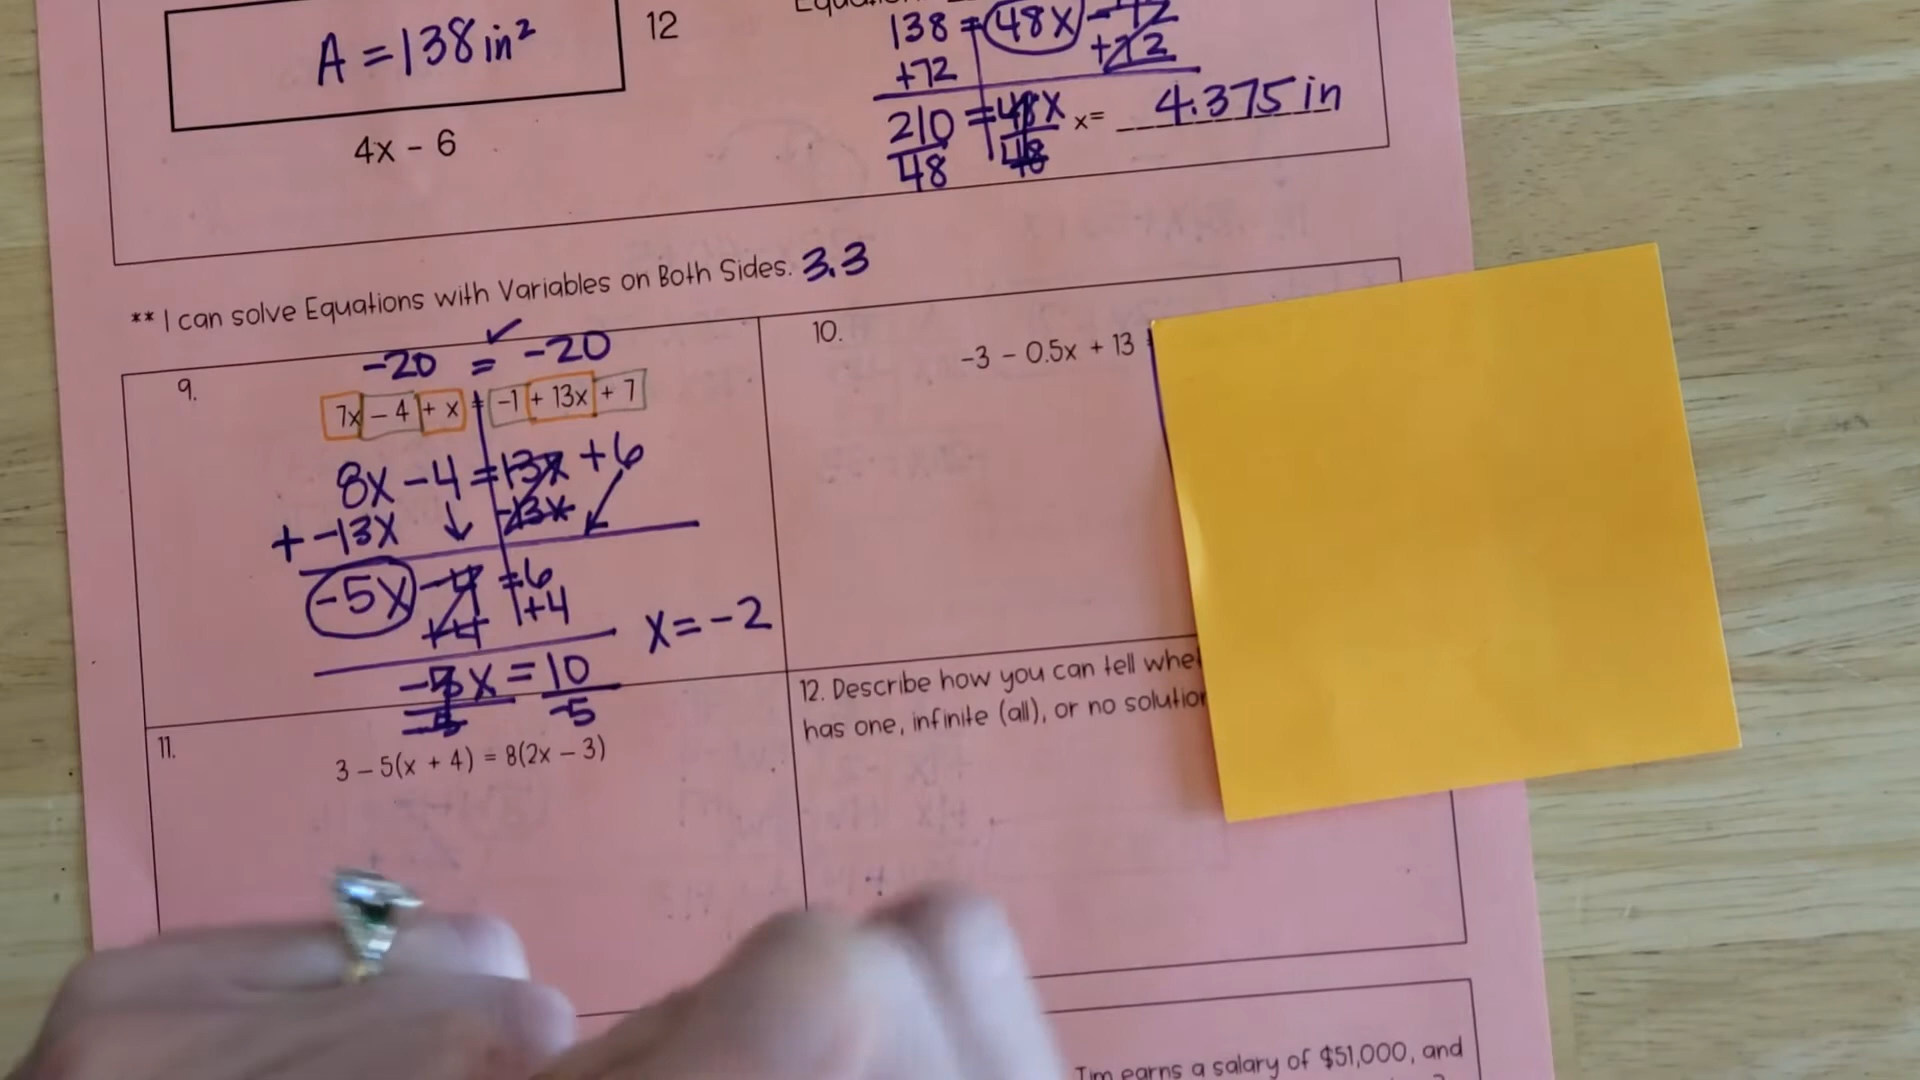 A = 138 in²
12
4x - 6
138 = 48x - 72
+72 +72
210 = 48x
48 48
x= 4.375 in
** I can solve Equations with Variables on Both Sides. 3.3
9.
-20 = -20 ✓
7x - 4 + x = -1 + 13x + 7
8x - 4 = 13x + 6
+ -13x -13x
-5x - 4 = 6
+4 +4
-5x = 10
-5 -5
x = -2
10.
-3 - 0.5x + 13
11.
3 - 5(x + 4) = 8(2x - 3)
12. Describe how you can tell
has one, infinite (all), or no
Tim earns a salary of $51,000, and